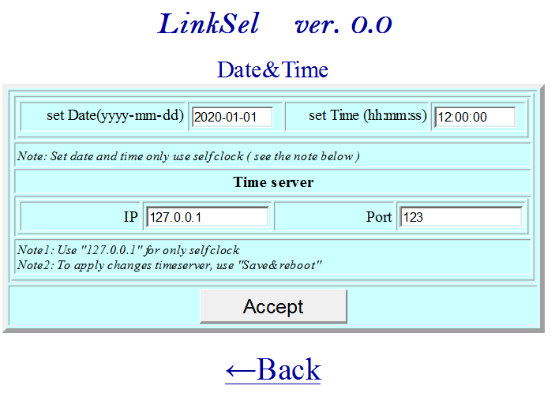 LinkSel ver. 0.0
Date&Time
set Date(yyyy-mm-dd) 2020-01-01 set Time (hh:mm:ss) 12:00:00
Note: Set date and time only use selfclock ( see the note below )
Time server
IP 127.0.0.1 Port 123
Note1: Use "127.0.0.1" for only selfclock
Note2: To apply changes timeserver, use "Save&reboot"
Accept
←Back